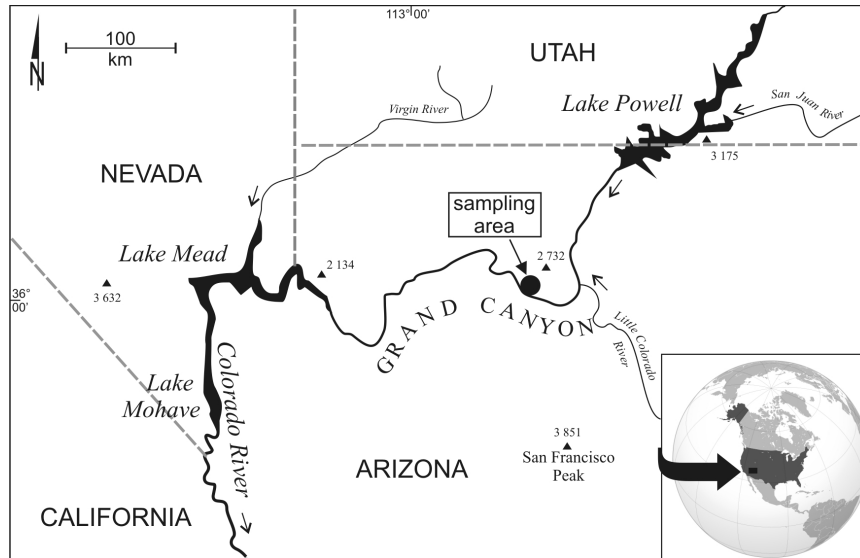 113°00'
100
km
N
UTAH
Lake Powell
San Juan River
Virgin River
3 175
NEVADA
sampling
area
Lake Mead
2 134
2 732
3 632
36°
00'
GRAND CANYON
Little Colorado
River
Lake
Mohave
Colorado River
3 851
San Francisco
Peak
ARIZONA
CALIFORNIA